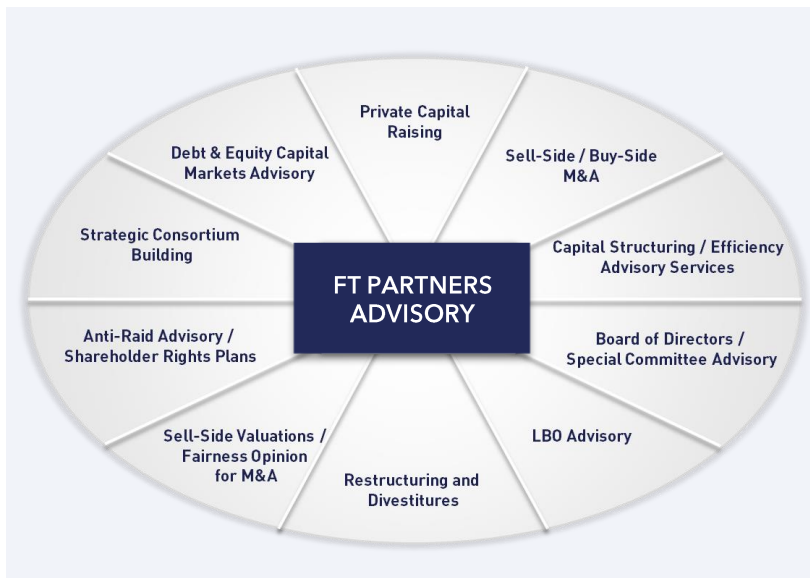 Private Capital
Raising
Sell-Side / Buy-Side
M&A
Capital Structuring / Efficiency
Advisory Services
Board of Directors /
Special Committee Advisory
LBO Advisory
Restructuring and
Divestitures
Sell-Side Valuations /
Fairness Opinion
for M&A
Anti-Raid Advisory /
Shareholder Rights Plans
Strategic Consortium
Building
Debt & Equity Capital
Markets Advisory
FT PARTNERS
ADVISORY